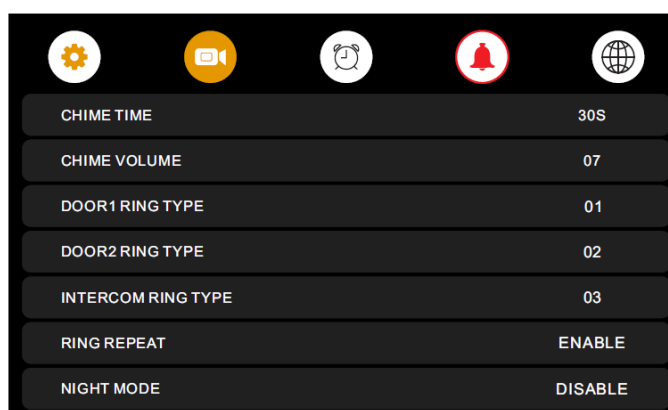 CHIME TIME 30S
CHIME VOLUME 07
DOOR1 RING TYPE 01
DOOR2 RING TYPE 02
INTERCOM RING TYPE 03
RING REPEAT ENABLE
NIGHT MODE DISABLE